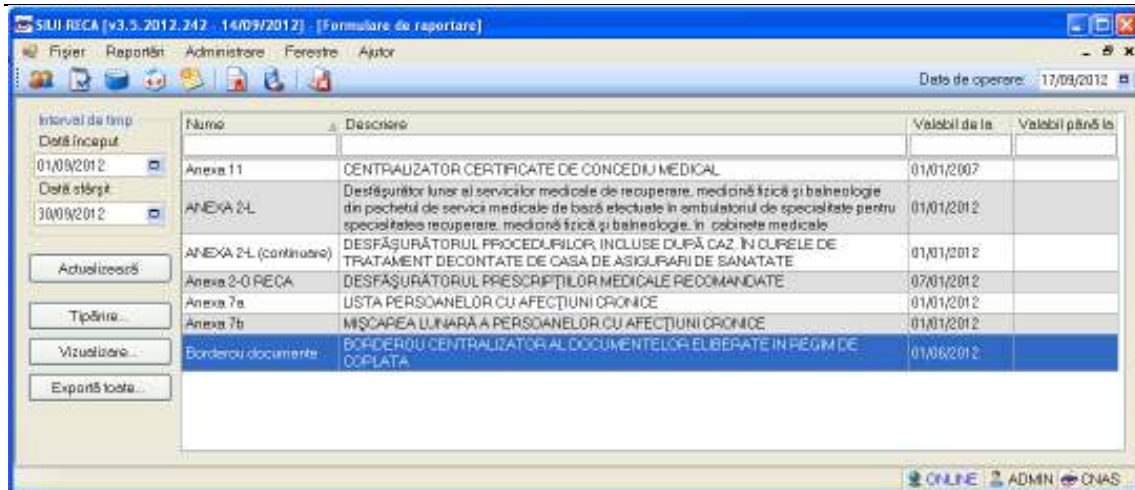 SIUI-RECA [v3.5.2012.242 - 14/09/2012] - [Formulare de raportare]
Fișier Raportări Administrare Ferestre Ajutor
Data de operare: 17/09/2012
Interval de timp
Dată început
01/09/2012
Dată sfârșit
30/09/2012
Actualizează
Tipărire...
Vizualizare...
Exportă toate...
Nume Descriere Valabil de la Valabil până la
Anexa 11 CENTRALIZATOR CERTIFICATE DE CONCEDIU MEDICAL 01/01/2007
Desfășurător lunar al serviciilor medicale de recuperare, medicină fizică și balneologie
ANEXA 2-L din pachetul de servicii medicale de bază efectuate în ambulatoriul de specialitate pentru 01/01/2012
specialitatea recuperare, medicină fizică și balneologie, în cabinete medicale
ANEXA 2-L (continuare) DESFĂȘURĂTORUL PROCEDURILOR, INCLUSE DUPĂ CAZ, ÎN CURELE DE 01/01/2012
TRATAMENT DECONTATE DE CASA DE ASIGURARI DE SANATATE
Anexa 2-O RECA DESFĂȘURĂTORUL PRESCRIPȚIILOR MEDICALE RECOMANDATE 07/01/2012
Anexa 7a LISTA PERSOANELOR CU AFECȚIUNI CRONICE 01/01/2012
Anexa 7b MIȘCAREA LUNARĂ A PERSOANELOR CU AFECȚIUNI CRONICE 01/01/2012
Borderou documente BORDEROU CENTRALIZATOR AL DOCUMENTELOR ELIBERATE IN REGIM DE 01/06/2012
COPLATA
ONLINE ADMIN CNAS